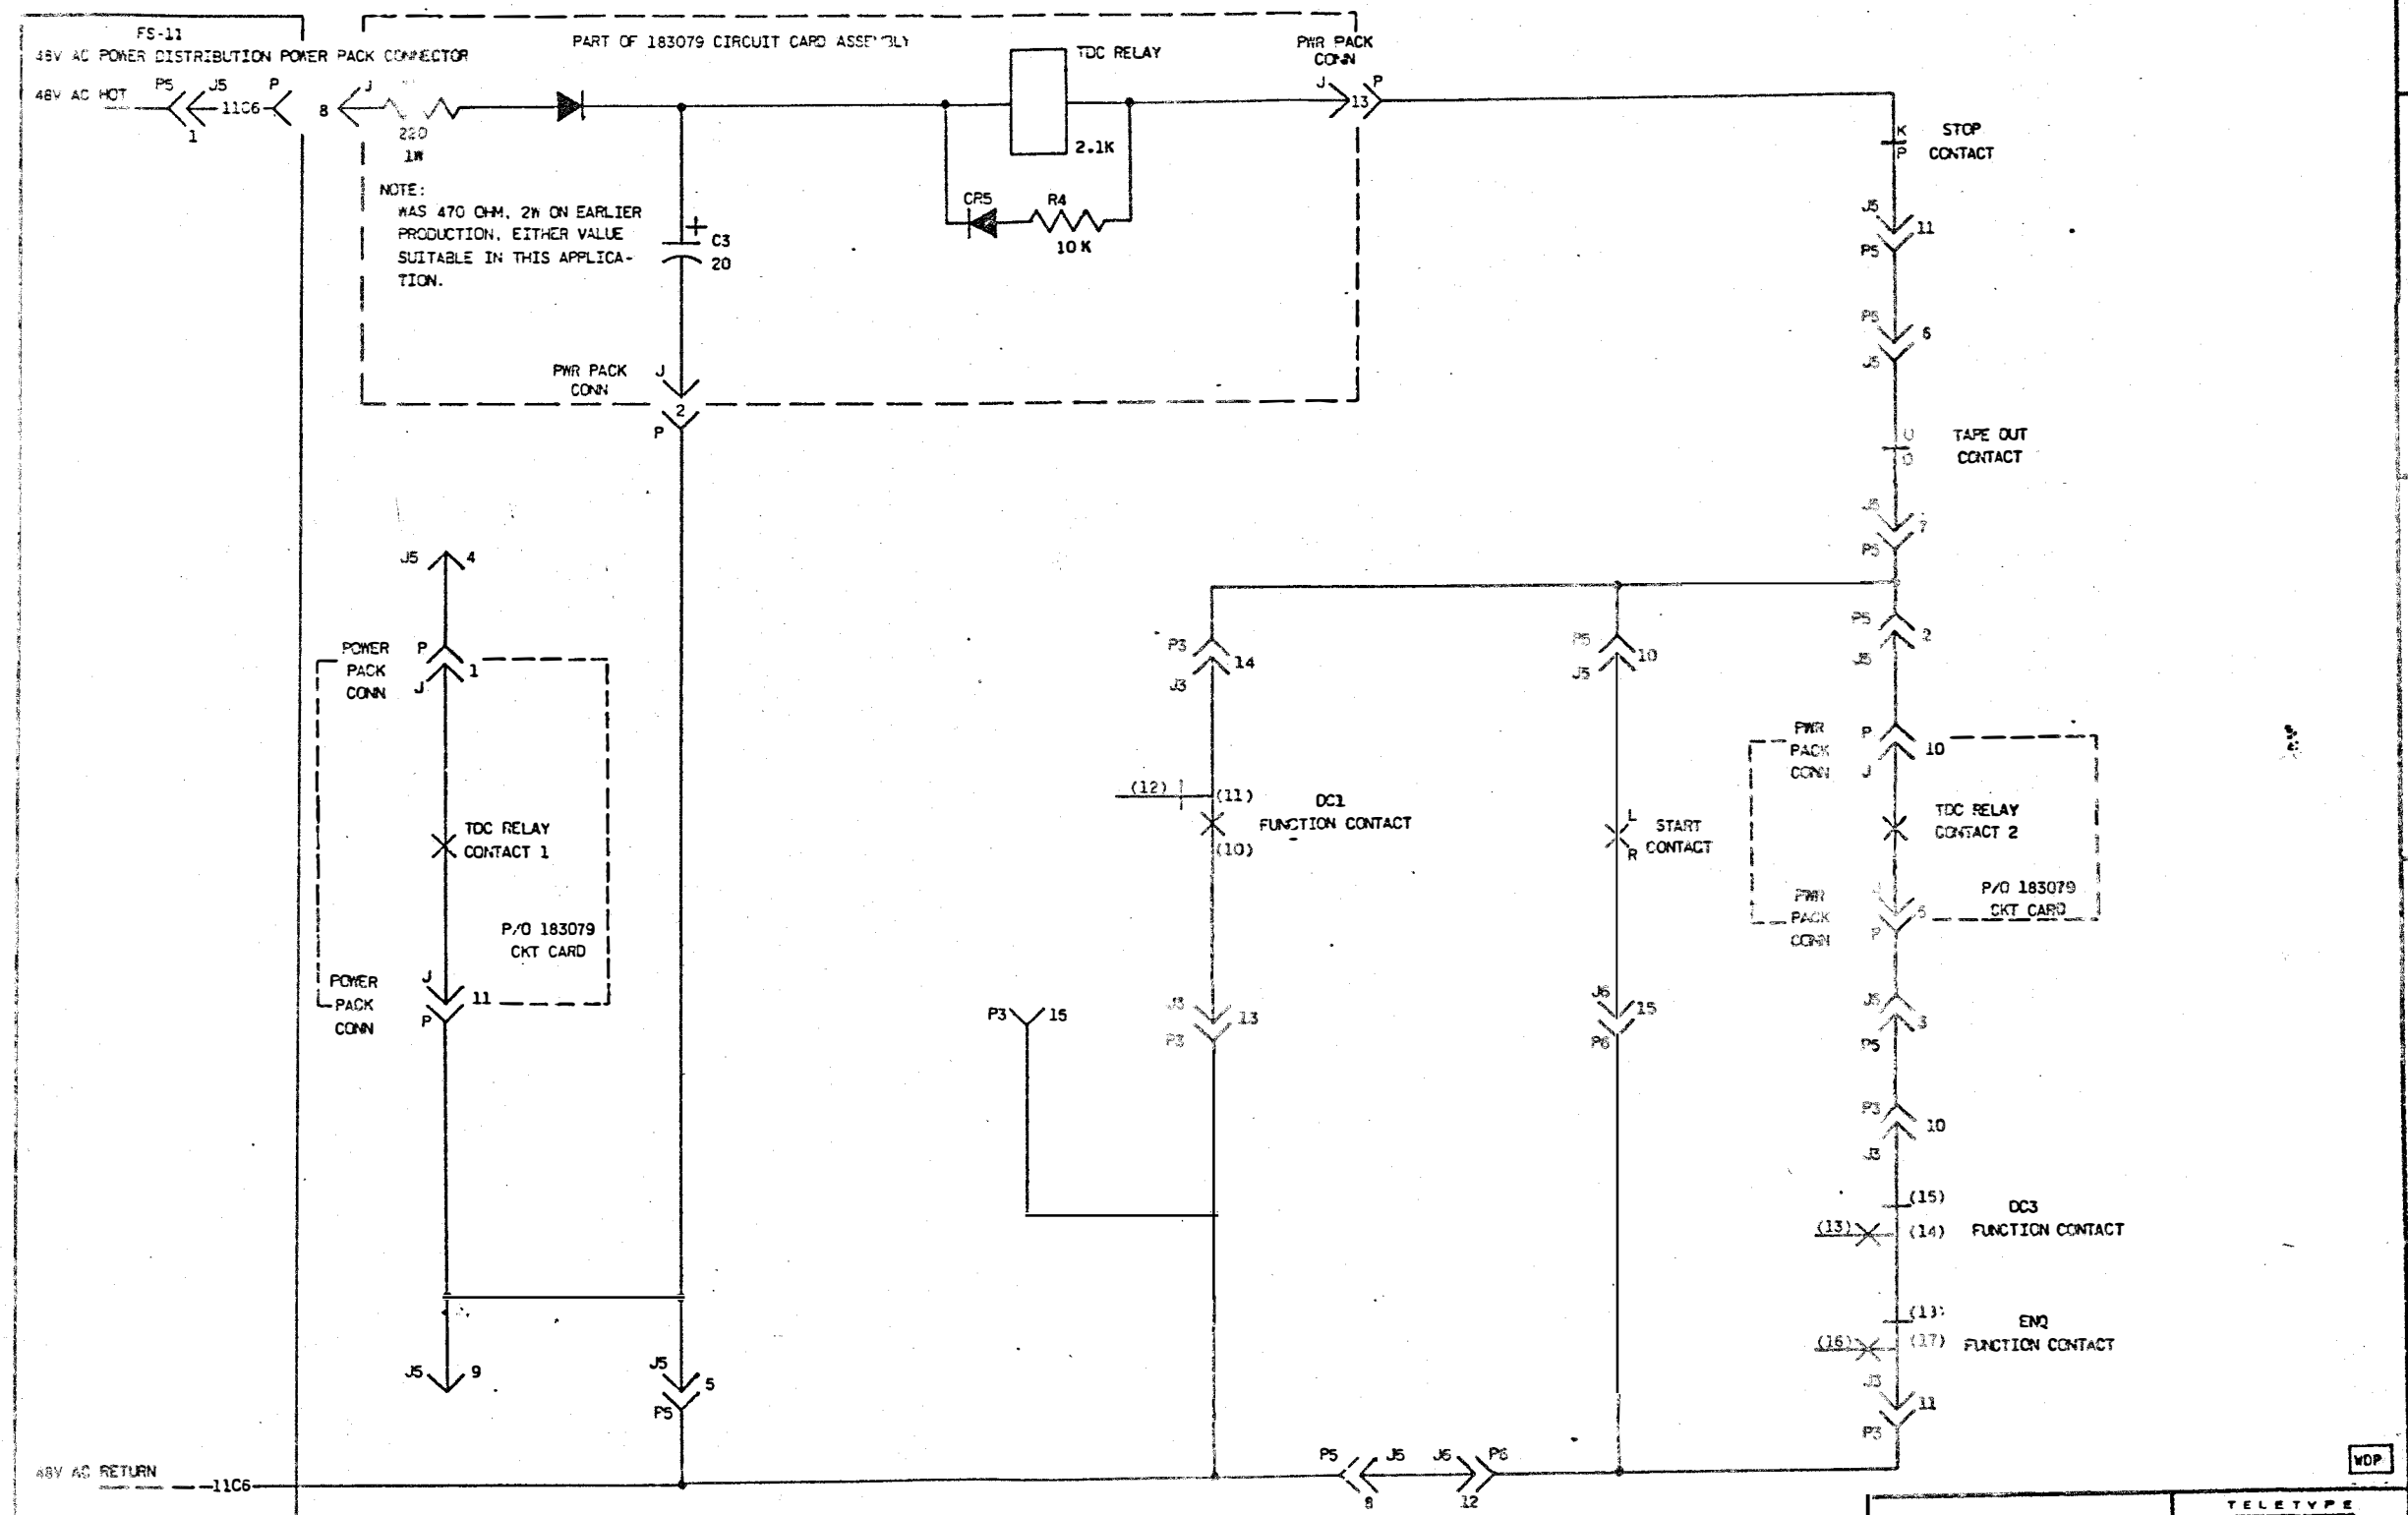 FS-11
48V AC POWER DISTRIBUTION POWER PACK CONNECTOR
48V AC HOT
P5
J5
11C6
P
1
8
J
220
1W
NOTE:
WAS 470 OHM, 2W ON EARLIER
PRODUCTION, EITHER VALUE
SUITABLE IN THIS APPLICA-
TION.
PART OF 183079 CIRCUIT CARD ASSEMBLY
TDC RELAY
2.1K
CR5
R4
10 K
+
C3
20
PWR PACK
CONN
J
P
13
PWR PACK
CONN
J
2
P
K
P
STOP
CONTACT
J5
11
P5
P5
6
J5
TAPE OUT
CONTACT
J5
7
P5
J5
4
POWER
PACK
CONN
P
1
J
TDC RELAY
CONTACT 1
P/O 183079
CKT CARD
POWER
PACK
CONN
J
11
P
J5
9
J5
5
P5
P3
14
J3
(12)
(11)
(10)
DC1
FUNCTION CONTACT
J3
13
P3
P3
15
P5
10
J5
L
R
START
CONTACT
J6
15
P6
P5
2
J5
PWR
PACK
CONN
P
10
J
TDC RELAY
CONTACT 2
P/O 183079
CKT CARD
PWR
PACK
CONN
5
P
J5
3
P5
P3
10
J3
(15)
(13)
(14)
DC3
FUNCTION CONTACT
(13)
(16)
(17)
ENQ
FUNCTION CONTACT
J3
11
P3
48V AC RETURN
11C6
P5
J5
8
J6
P6
12
WDP
TELETYPE